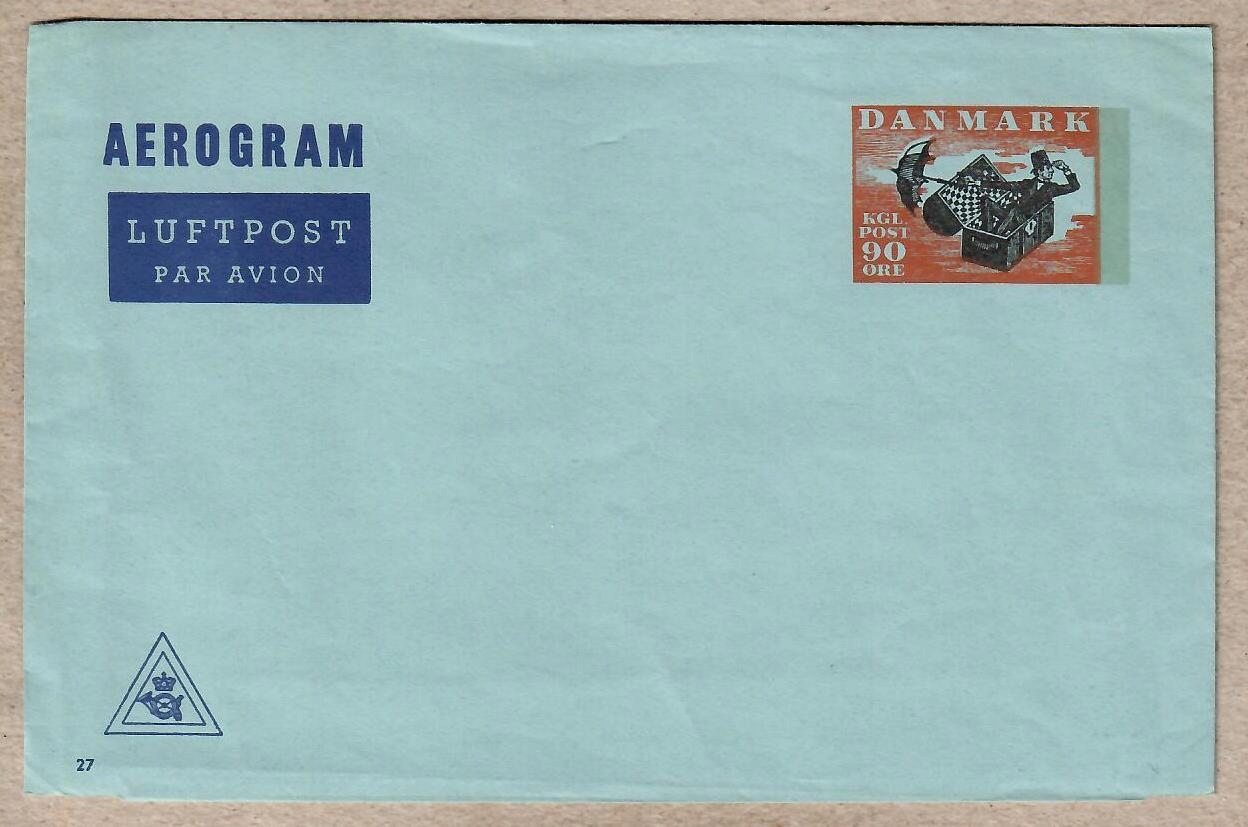 AEROGRAM
LUFTPOST
PAR AVION
DANMARK
KGL
POST
90
ØRE
27